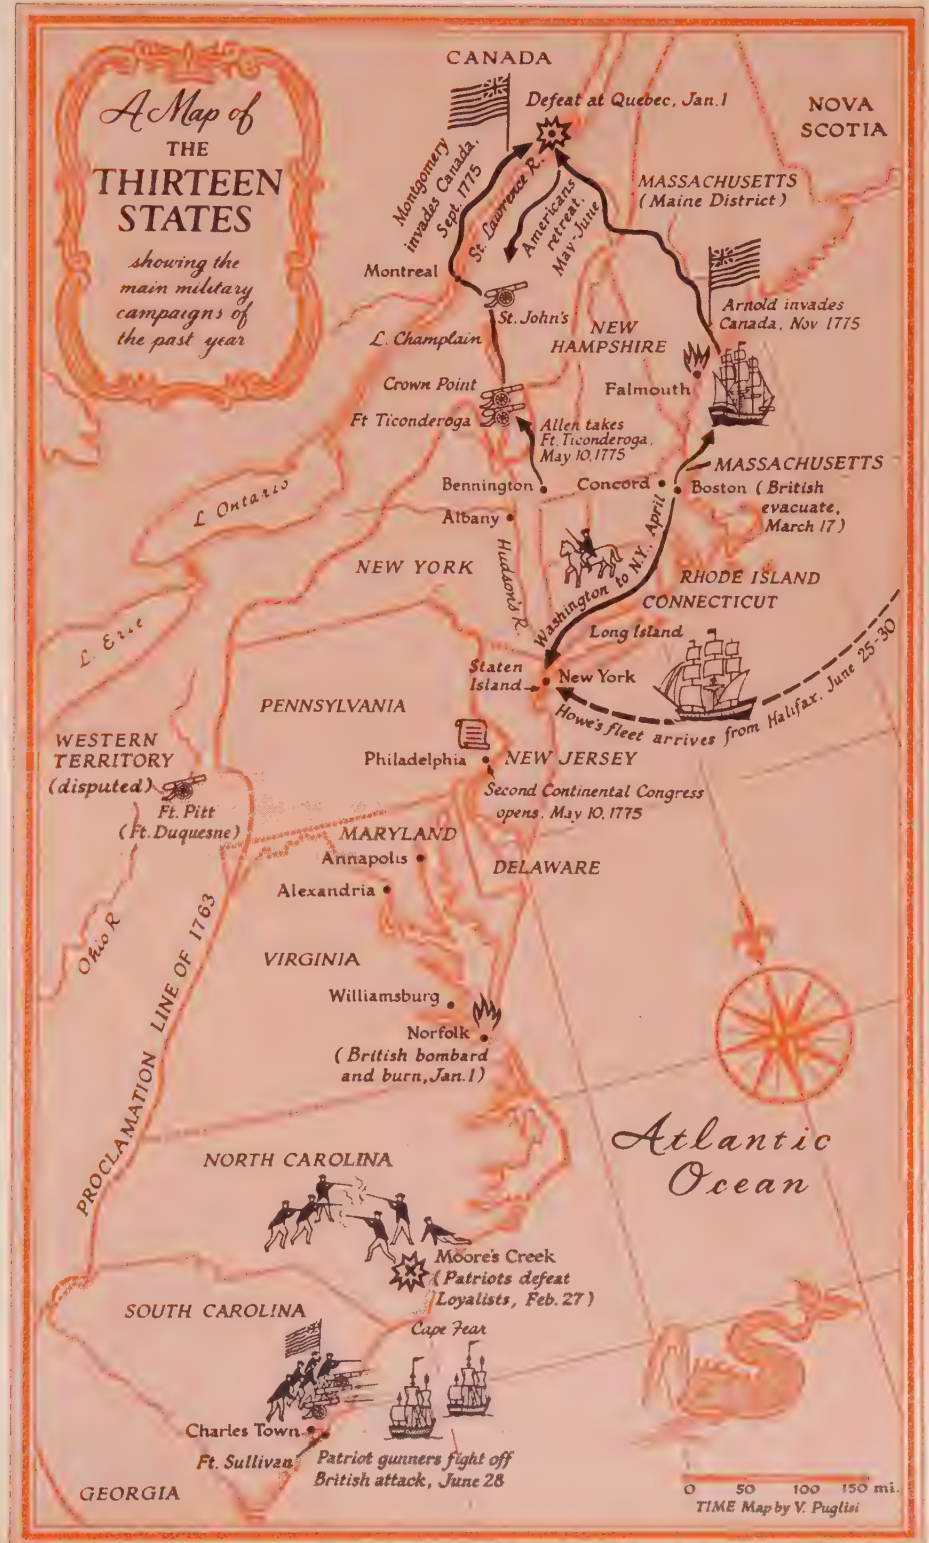 A Map of
THE
THIRTEEN
STATES
showing the
main military
campaigns of
the past year
CANADA
Defeat at Quebec, Jan.1
NOVA
SCOTIA
Montgomery
invades Canada,
Sept. 1775
St. Lawrence R.
Americans
retreat,
May-June
MASSACHUSETTS
(Maine District)
Montreal
St. John's
Arnold invades
Canada, Nov 1775
L. Champlain
NEW
HAMPSHIRE
Crown Point
Falmouth
Ft Ticonderoga
Allen takes
Ft. Ticonderoga,
May 10, 1775
MASSACHUSETTS
Bennington
Concord
Boston (British
evacuate,
March 17)
L Ontario
Albany
Hudson's R.
Washington to N.Y., April
NEW YORK
RHODE ISLAND
CONNECTICUT
L. Erie
Long Island
Staten
Island
New York
Howe's fleet arrives from Halifax, June 25-30
PENNSYLVANIA
WESTERN
TERRITORY
(disputed)
Philadelphia
NEW JERSEY
Second Continental Congress
opens, May 10, 1775
Ft. Pitt
(Ft. Duquesne)
MARYLAND
Annapolis
DELAWARE
Alexandria
Ohio R
PROCLAMATION LINE OF 1763
VIRGINIA
Williamsburg
Norfolk
(British bombard
and burn, Jan.1)
Atlantic
Ocean
NORTH CAROLINA
Moore's Creek
(Patriots defeat
Loyalists, Feb. 27)
SOUTH CAROLINA
Cape Fear
Charles Town
Ft. Sullivan
Patriot gunners fight off
British attack, June 28
GEORGIA
0 50 100 150 mi.
TIME Map by V. Puglisi